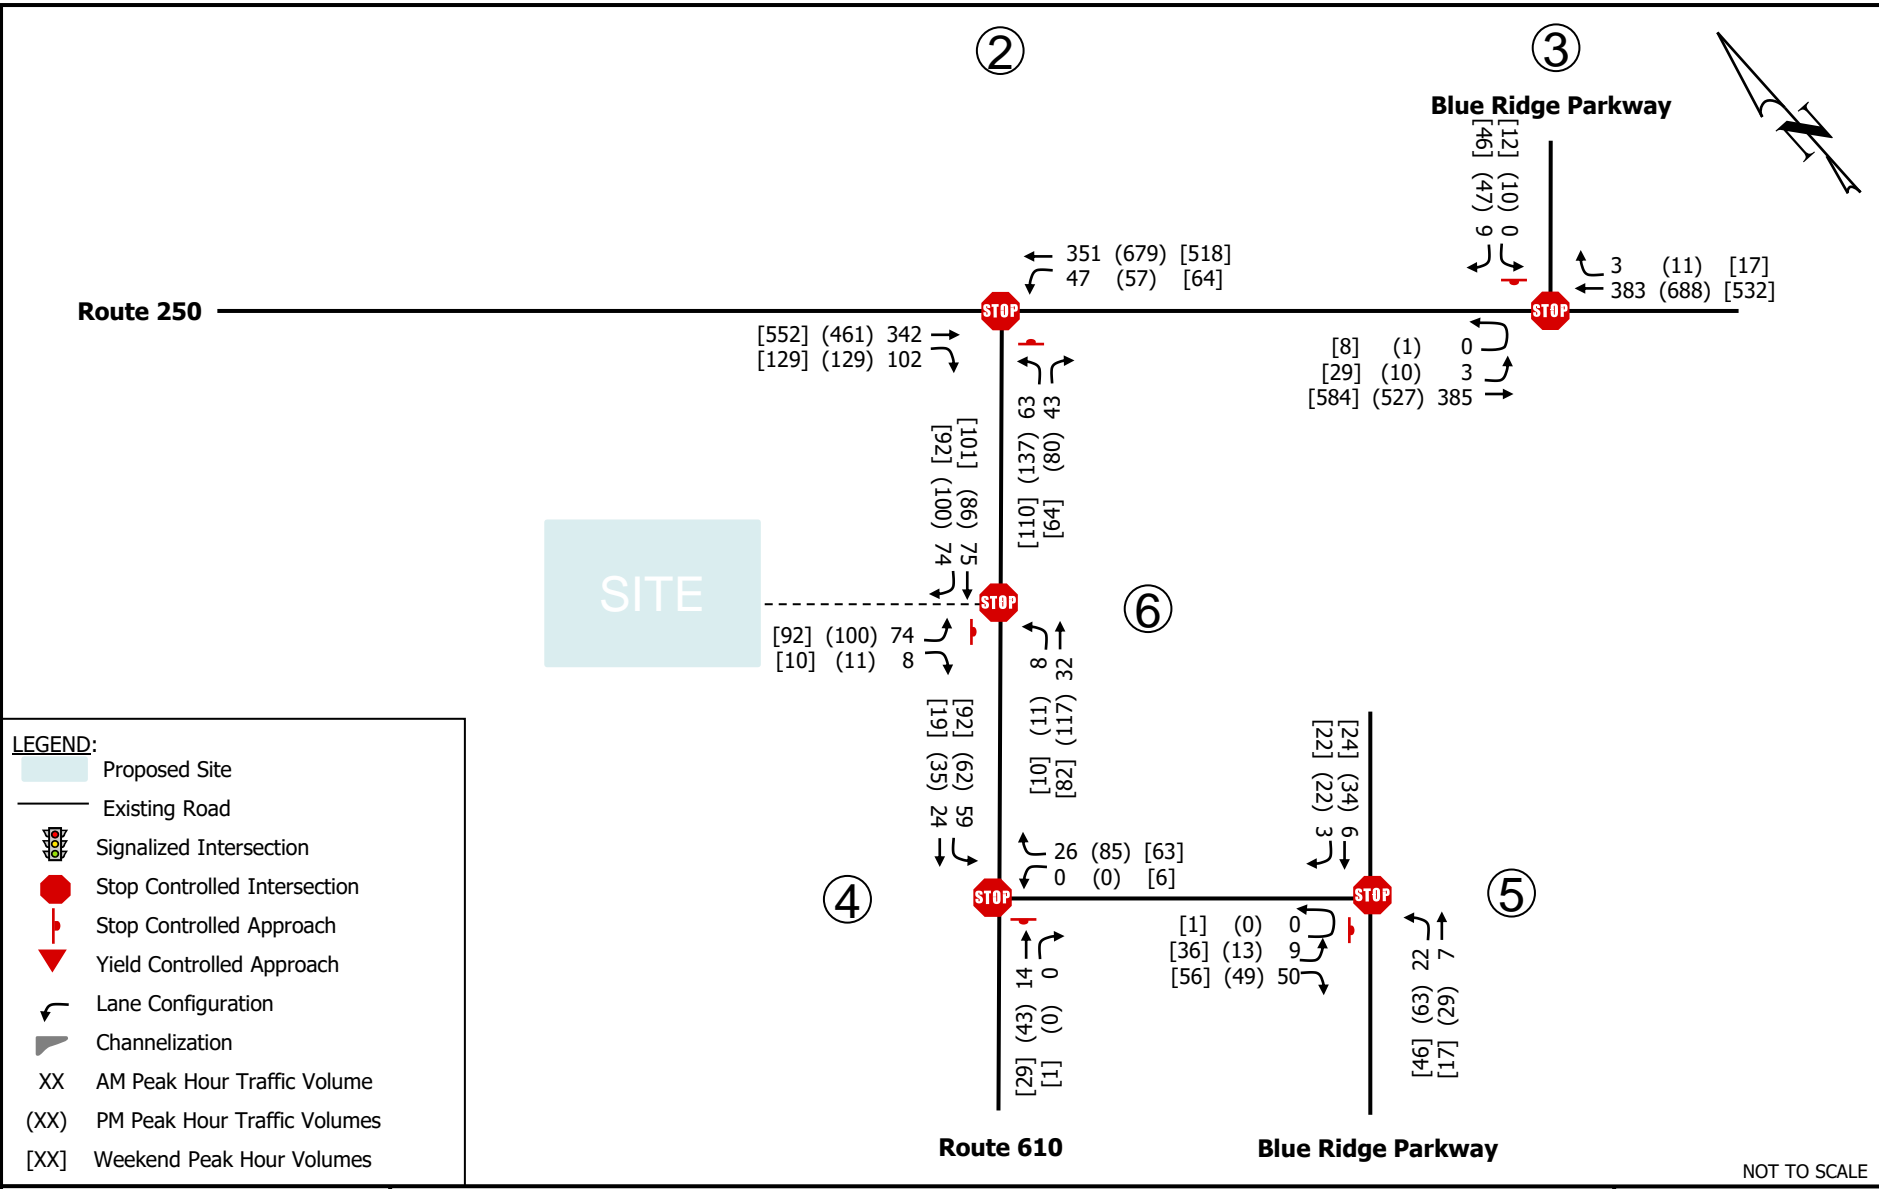 ② ③
Blue Ridge Parkway
[12] (10) 0
[46] (47) 9
N
351 (679) [518]
47 (57) [64]
3 (11) [17]
383 (688) [532]
Route 250
STOP
STOP
[552] (461) 342
[129] (129) 102
[8] (1) 0
[29] (10) 3
[584] (527) 385
[110] (137) 63
[64] (80) 43
[101] (86) 75
[92] (100) 74
SITE
STOP
⑥
[92] (100) 74
[10] (11) 8
[10] (11) 8
[82] (117) 32
[92] (62) 59
[19] (35) 24
[24] (34) 6
[22] (22) 3
26 (85) [63]
0 (0) [6]
④
STOP
STOP
⑤
[1] (0) 0
[36] (13) 9
[56] (49) 50
[29] (43) 14
[1] (0) 0
[46] (63) 22
[17] (29) 7
Route 610
Blue Ridge Parkway
LEGEND:
Proposed Site
Existing Road
Signalized Intersection
Stop Controlled Intersection
Stop Controlled Approach
Yield Controlled Approach
Lane Configuration
Channelization
XX AM Peak Hour Traffic Volume
(XX) PM Peak Hour Traffic Volumes
[XX] Weekend Peak Hour Volumes
NOT TO SCALE